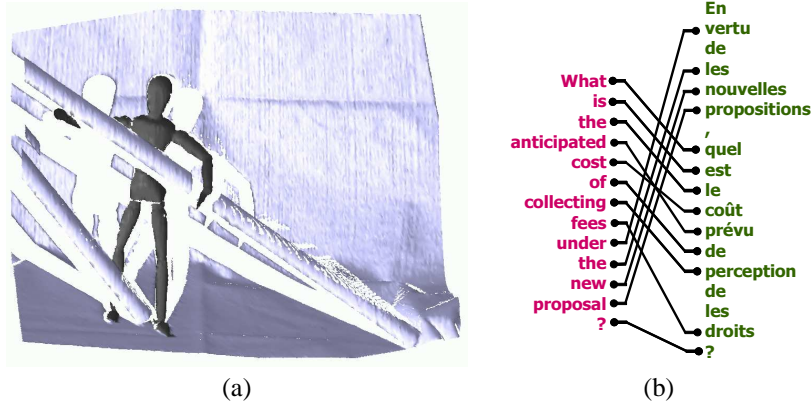 What
is
the
anticipated
cost
of
collecting
fees
under
the
new
proposal
?
En
vertu
de
les
nouvelles
propositions
,
quel
est
le
coût
prévu
de
perception
de
les
droits
?
(a)
(b)